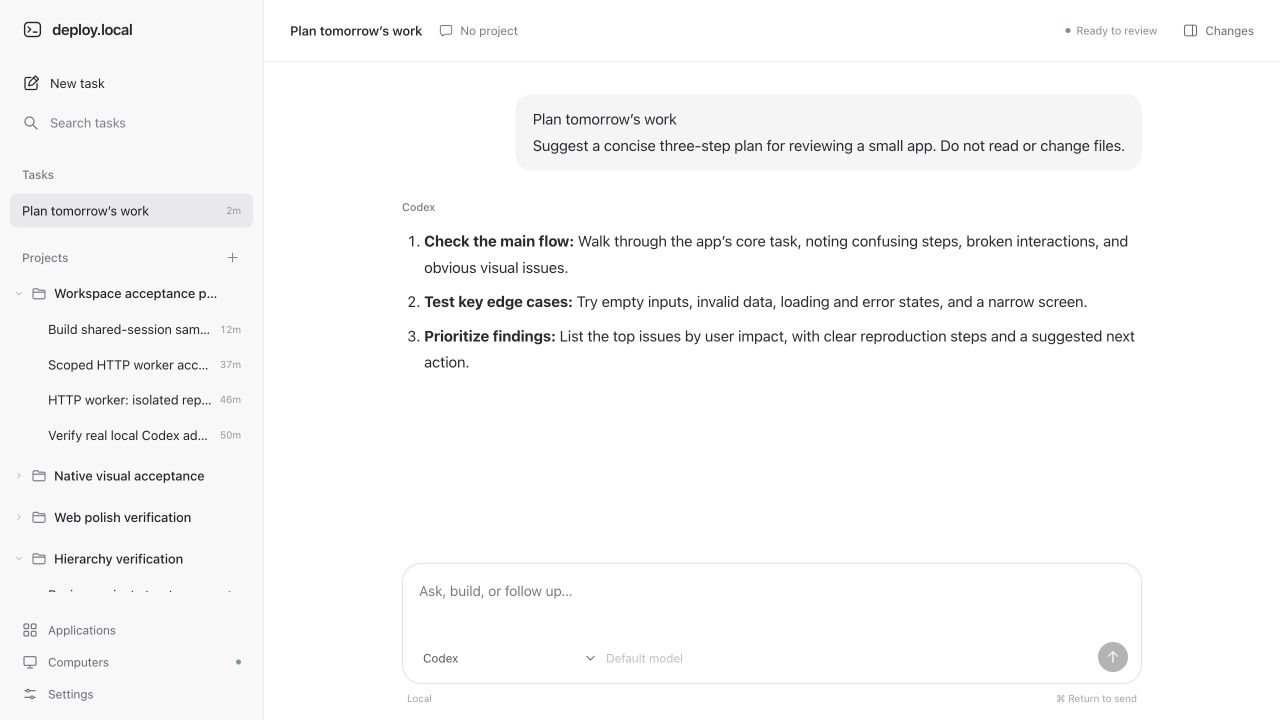 deploy.local
New task
Search tasks
Tasks
Plan tomorrow's work 2m
Projects
Workspace acceptance p...
Build shared-session sam... 12m
Scoped HTTP worker acc... 37m
HTTP worker: isolated rep... 46m
Verify real local Codex ad... 50m
Native visual acceptance
Web polish verification
Hierarchy verification
Applications
Computers
Settings
Plan tomorrow's work No project
Ready to review Changes
Plan tomorrow's work
Suggest a concise three-step plan for reviewing a small app. Do not read or change files.
Codex
1. Check the main flow: Walk through the app's core task, noting confusing steps, broken interactions, and
obvious visual issues.
2. Test key edge cases: Try empty inputs, invalid data, loading and error states, and a narrow screen.
3. Prioritize findings: List the top issues by user impact, with clear reproduction steps and a suggested next
action.
Ask, build, or follow up...
Codex Default model
Local ⌘ Return to send